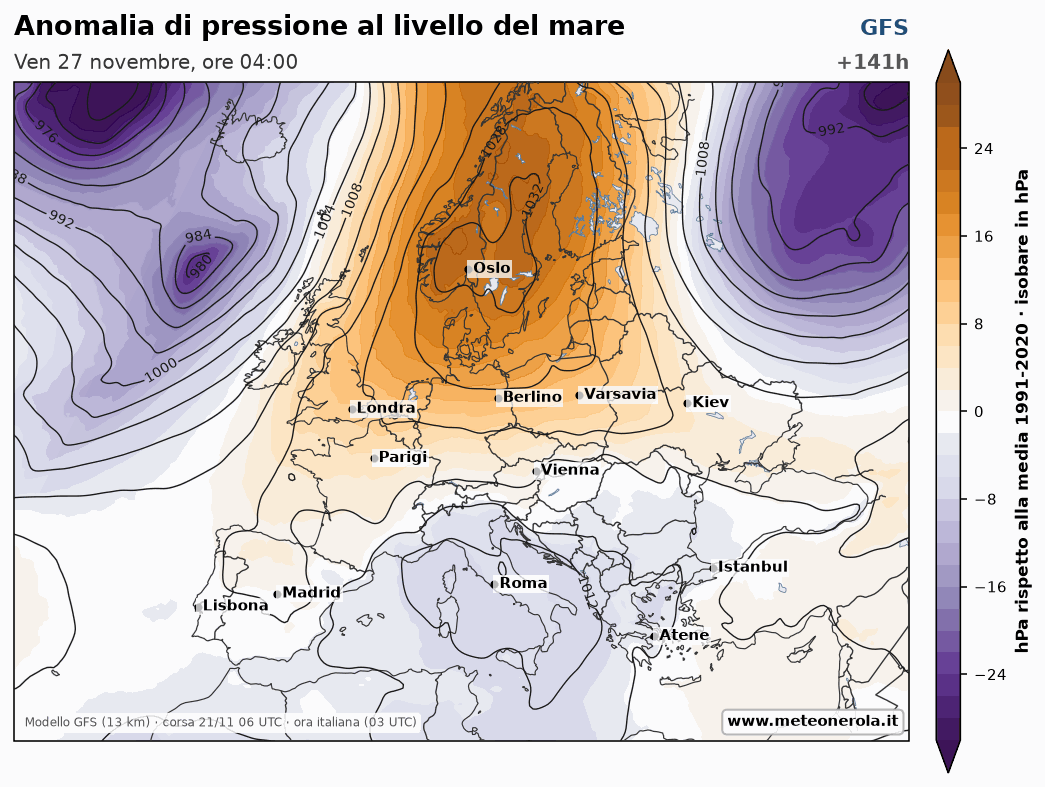 Anomalia di pressione al livello del mare
GFS
Ven 27 novembre, ore 04:00
+141h
976
992
984
980
1000
1004
1008
1028
1032
1008
992
1012
Oslo
Londra
Berlino
Varsavia
Kiev
Parigi
Vienna
Madrid
Lisbona
Roma
Istanbul
Atene
24
16
8
0
−8
−16
−24
hPa rispetto alla media 1991-2020 · isobare in hPa
Modello GFS (13 km) · corsa 21/11 06 UTC · ora italiana (03 UTC)
www.meteonerola.it